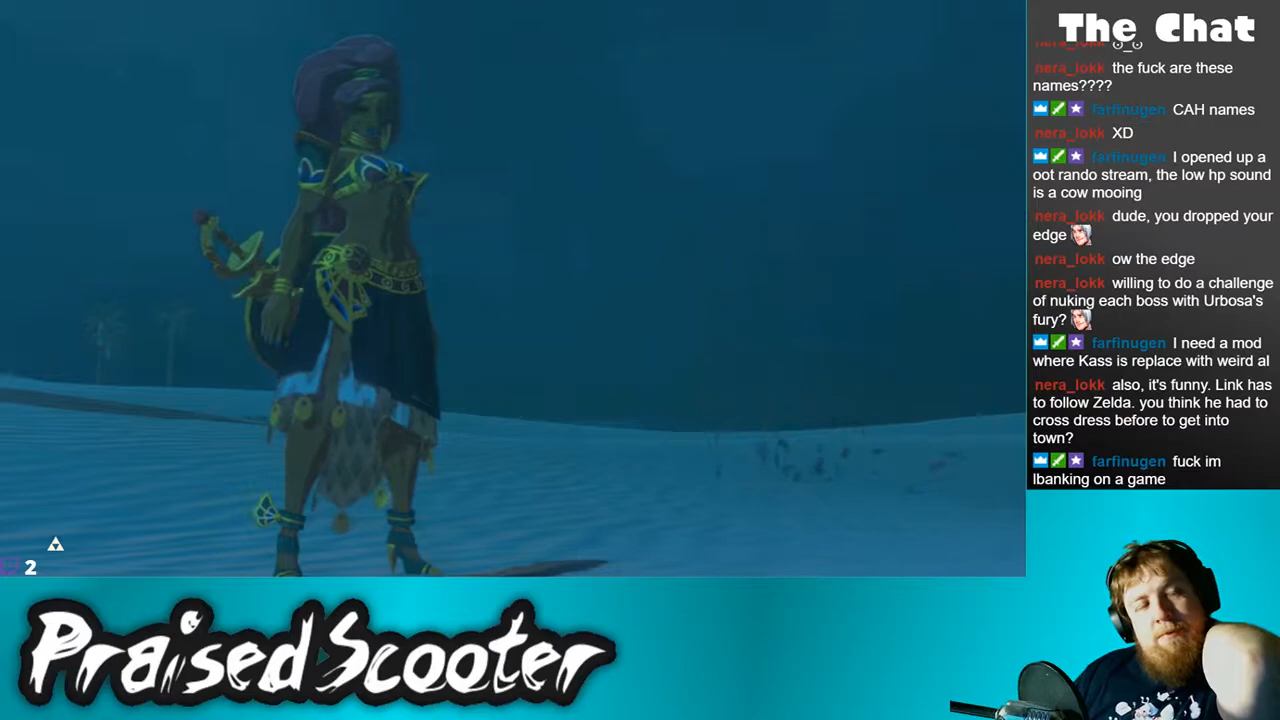 The Chat
nera_lokk ʘ_ʘ
nera_lokk the fuck are these
names????
farfinugen CAH names
nera_lokk XD
farfinugen I opened up a
oot rando stream, the low hp sound
is a cow mooing
nera_lokk dude, you dropped your
edge
nera_lokk ow the edge
nera_lokk willing to do a challenge
of nuking each boss with Urbosa's
fury?
farfinugen I need a mod
where Kass is replace with weird al
nera_lokk also, it's funny. Link has
to follow Zelda. you think he had to
cross dress before to get into
town?
farfinugen fuck im
lbanking on a game
2
PraisedScooter